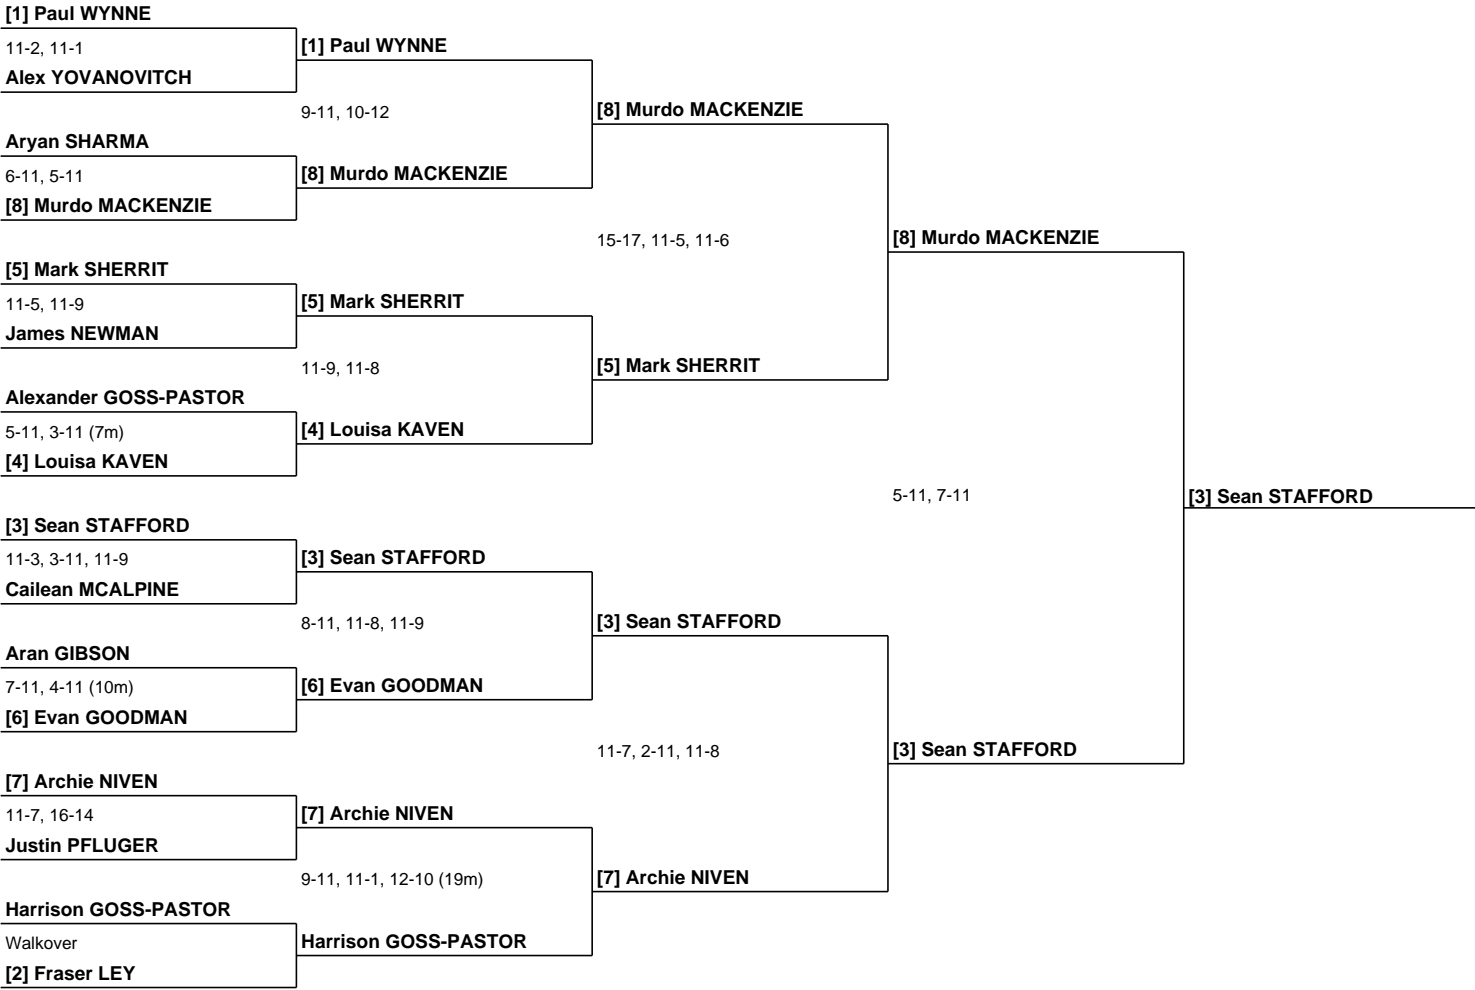 [1] Paul WYNNE
11-2, 11-1
Alex YOVANOVITCH
Aryan SHARMA
6-11, 5-11
[8] Murdo MACKENZIE
[5] Mark SHERRIT
11-5, 11-9
James NEWMAN
Alexander GOSS-PASTOR
5-11, 3-11 (7m)
[4] Louisa KAVEN
[3] Sean STAFFORD
11-3, 3-11, 11-9
Cailean MCALPINE
Aran GIBSON
7-11, 4-11 (10m)
[6] Evan GOODMAN
[7] Archie NIVEN
11-7, 16-14
Justin PFLUGER
Harrison GOSS-PASTOR
Walkover
[2] Fraser LEY
[1] Paul WYNNE
9-11, 10-12
[8] Murdo MACKENZIE
[5] Mark SHERRIT
11-9, 11-8
[4] Louisa KAVEN
[3] Sean STAFFORD
8-11, 11-8, 11-9
[6] Evan GOODMAN
[7] Archie NIVEN
9-11, 11-1, 12-10 (19m)
Harrison GOSS-PASTOR
[8] Murdo MACKENZIE
15-17, 11-5, 11-6
[5] Mark SHERRIT
[3] Sean STAFFORD
11-7, 2-11, 11-8
[7] Archie NIVEN
[8] Murdo MACKENZIE
5-11, 7-11
[3] Sean STAFFORD
[3] Sean STAFFORD